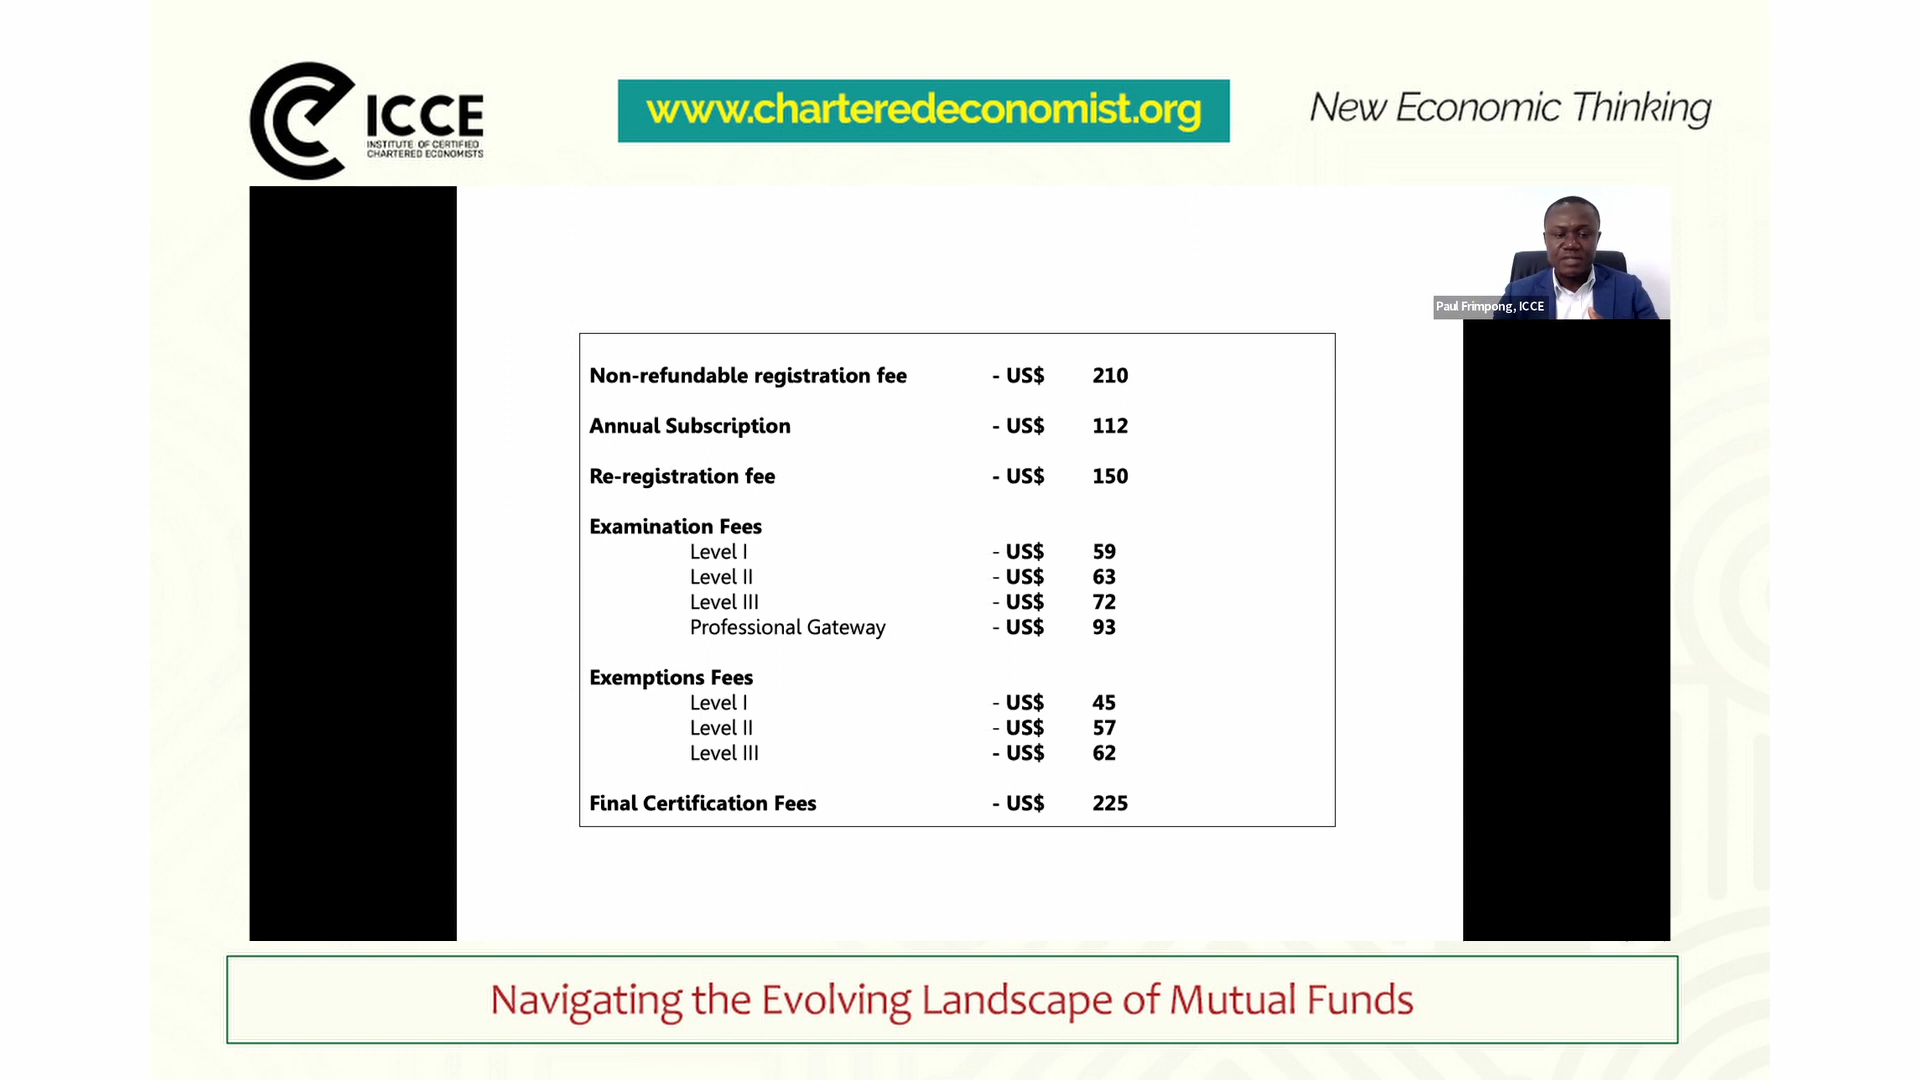 ICCE
INSTITUTE OF CERTIFIED
CHARTERED ECONOMISTS
www.charteredeconomist.org
New Economic Thinking
Paul Frimpong, ICCE
Non-refundable registration fee - US$ 210
Annual Subscription - US$ 112
Re-registration fee - US$ 150
Examination Fees
Level I - US$ 59
Level II - US$ 63
Level III - US$ 72
Professional Gateway - US$ 93
Exemptions Fees
Level I - US$ 45
Level II - US$ 57
Level III - US$ 62
Final Certification Fees - US$ 225
Navigating the Evolving Landscape of Mutual Funds